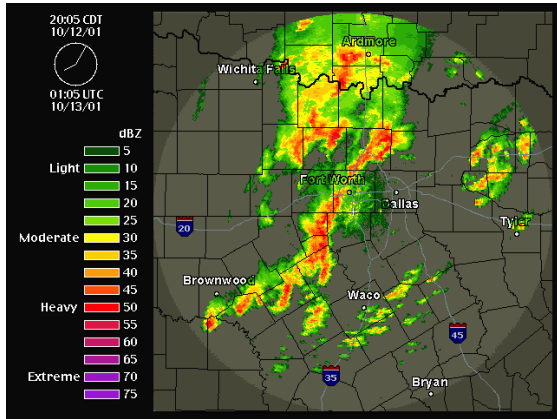 20:05 CDT
10/12/01
01:05 UTC
10/13/01
dBZ
5
Light 10
15
20
25
Moderate 30
35
40
45
Heavy 50
55
60
65
Extreme 70
75
Ardmore
Wichita Falls
Fort Worth
Dallas
Tyler
20
Brownwood
Waco
45
35
Bryan